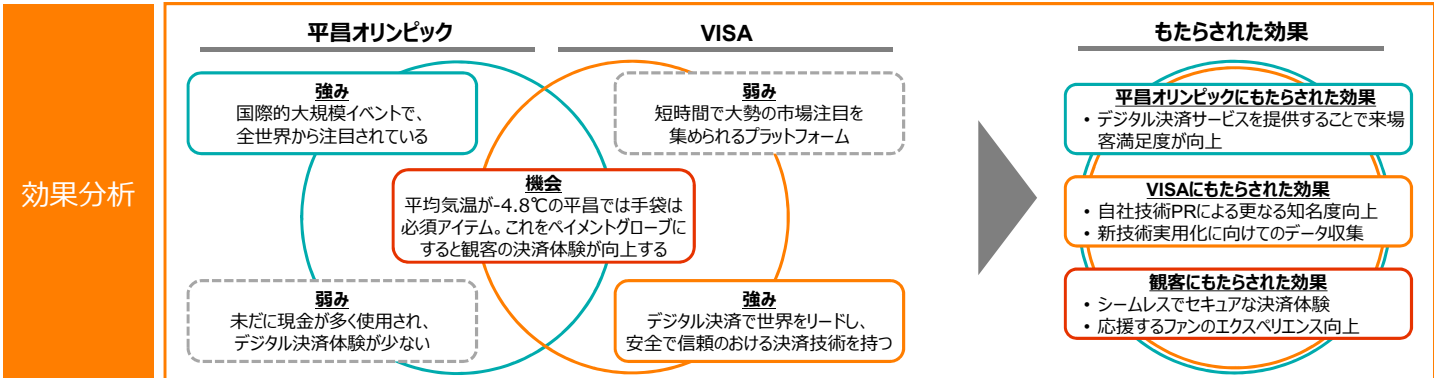 効果分析
平昌オリンピック
VISA
もたらされた効果
強み
国際的大規模イベントで、
全世界から注目されている
弱み
短時間で大勢の市場注目を
集められるプラットフォーム
機会
平均気温が-4.8℃の平昌では手袋は
必須アイテム。これをペイメントグローブに
すると観客の決済体験が向上する
弱み
未だに現金が多く使用され、
デジタル決済体験が少ない
強み
デジタル決済で世界をリードし、
安全で信頼のおける決済技術を持つ
平昌オリンピックにもたらされた効果
• デジタル決済サービスを提供することで来場
客満足度が向上
VISAにもたらされた効果
• 自社技術PRによる更なる知名度向上
• 新技術実用化に向けてのデータ収集
観客にもたらされた効果
• シームレスでセキュアな決済体験
• 応援するファンのエクスペリエンス向上